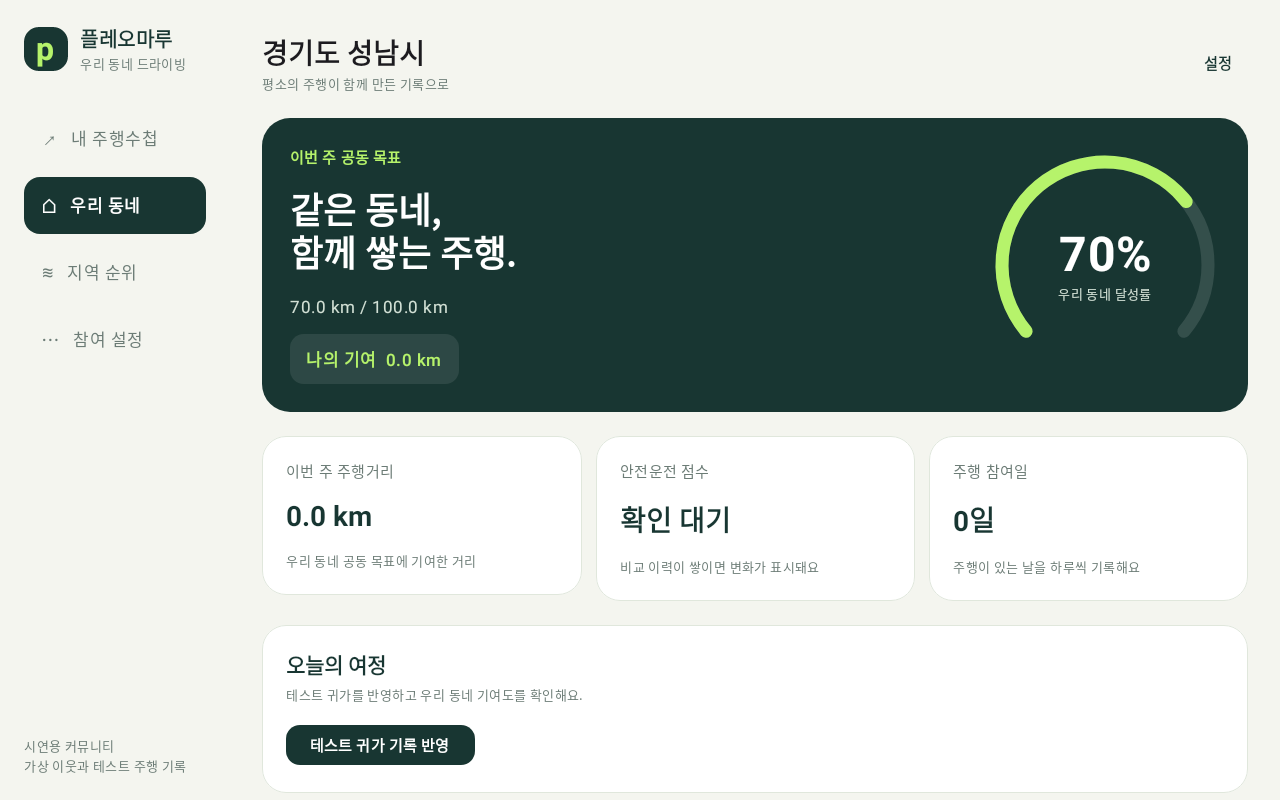 p
플레오마루
우리 동네 드라이빙
↗ 내 주행수첩
⌂ 우리 동네
≋ 지역 순위
⋯ 참여 설정
시연용 커뮤니티
가상 이웃과 테스트 주행 기록
경기도 성남시
평소의 주행이 함께 만든 기록으로
설정
이번 주 공동 목표
같은 동네,
함께 쌓는 주행.
70.0 km / 100.0 km
나의 기여 0.0 km
70%
우리 동네 달성률
이번 주 주행거리
0.0 km
우리 동네 공동 목표에 기여한 거리
안전운전 점수
확인 대기
비교 이력이 쌓이면 변화가 표시돼요
주행 참여일
0일
주행이 있는 날을 하루씩 기록해요
오늘의 여정
테스트 귀가를 반영하고 우리 동네 기여도를 확인해요.
테스트 귀가 기록 반영